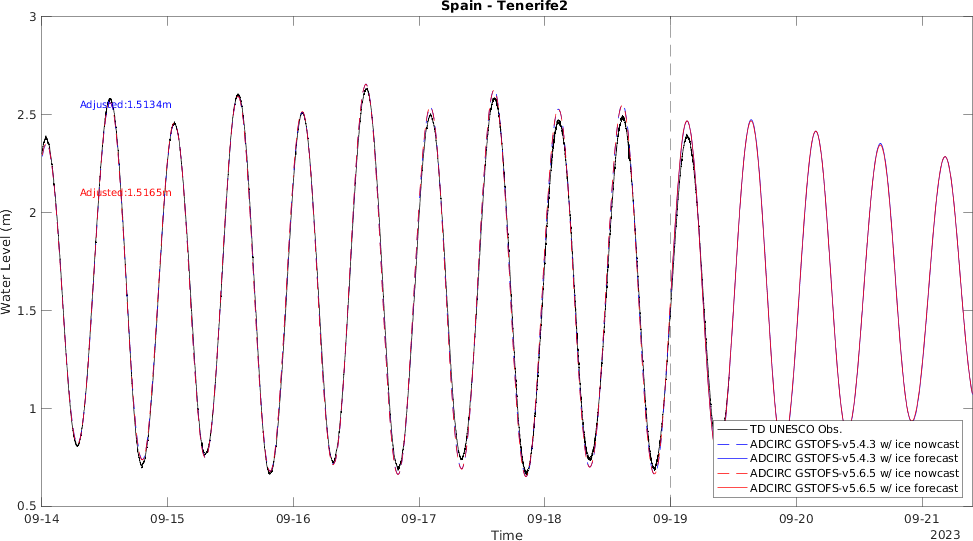 Spain - Tenerife2
3
2.5
2
1.5
1
0.5
Water Level (m)
Adjusted:1.5134m
Adjusted:1.5165m
TD UNESCO Obs.
ADCIRC GSTOFS-v5.4.3 w/ ice nowcast
ADCIRC GSTOFS-v5.4.3 w/ ice forecast
ADCIRC GSTOFS-v5.6.5 w/ ice nowcast
ADCIRC GSTOFS-v5.6.5 w/ ice forecast
09-14 09-15 09-16 09-17 09-18 09-19 09-20 09-21
Time
2023